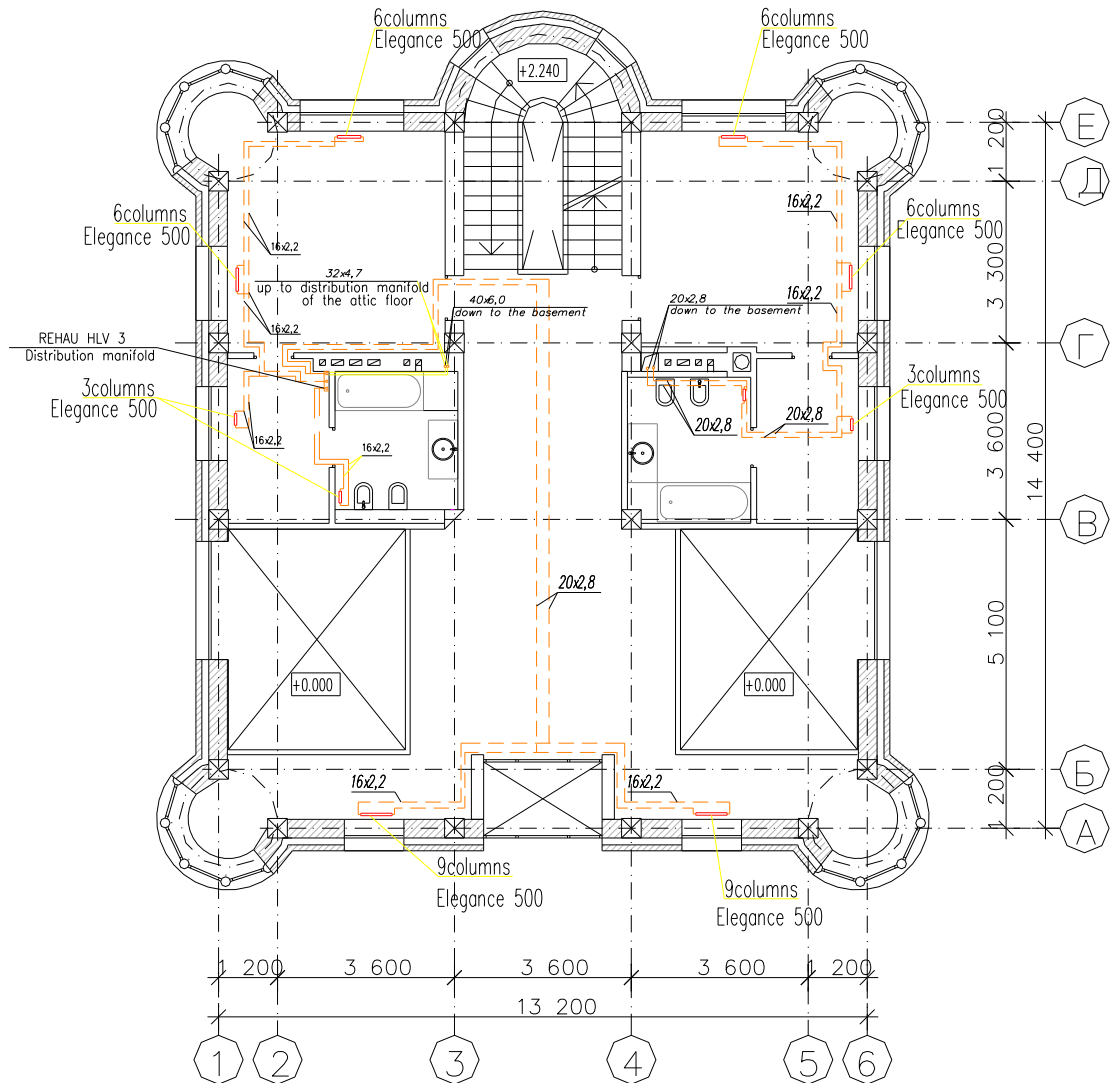 6columns
Elegance 500
6columns
Elegance 500
+2.240
Е
1 200
Д
16x2,2
6columns
Elegance 500
6columns
Elegance 500
16x2,2
3 300
14 400
32x4,7
up to distribution manifold
of the attic floor
40x6,0
down to the basement
20x2,8
down to the basement
16x2,2
16x2,2
REHAU HLV 3
Distribution manifold
Г
3columns
Elegance 500
3columns
Elegance 500
16x2,2
16x2,2
20x2,8
20x2,8
3 600
В
20x2,8
5 100
+0.000
+0.000
Б
16x2,2
16x2,2
1 200
А
9columns
Elegance 500
9columns
Elegance 500
1 200
3 600
3 600
3 600
1 200
13 200
1
2
3
4
5
6